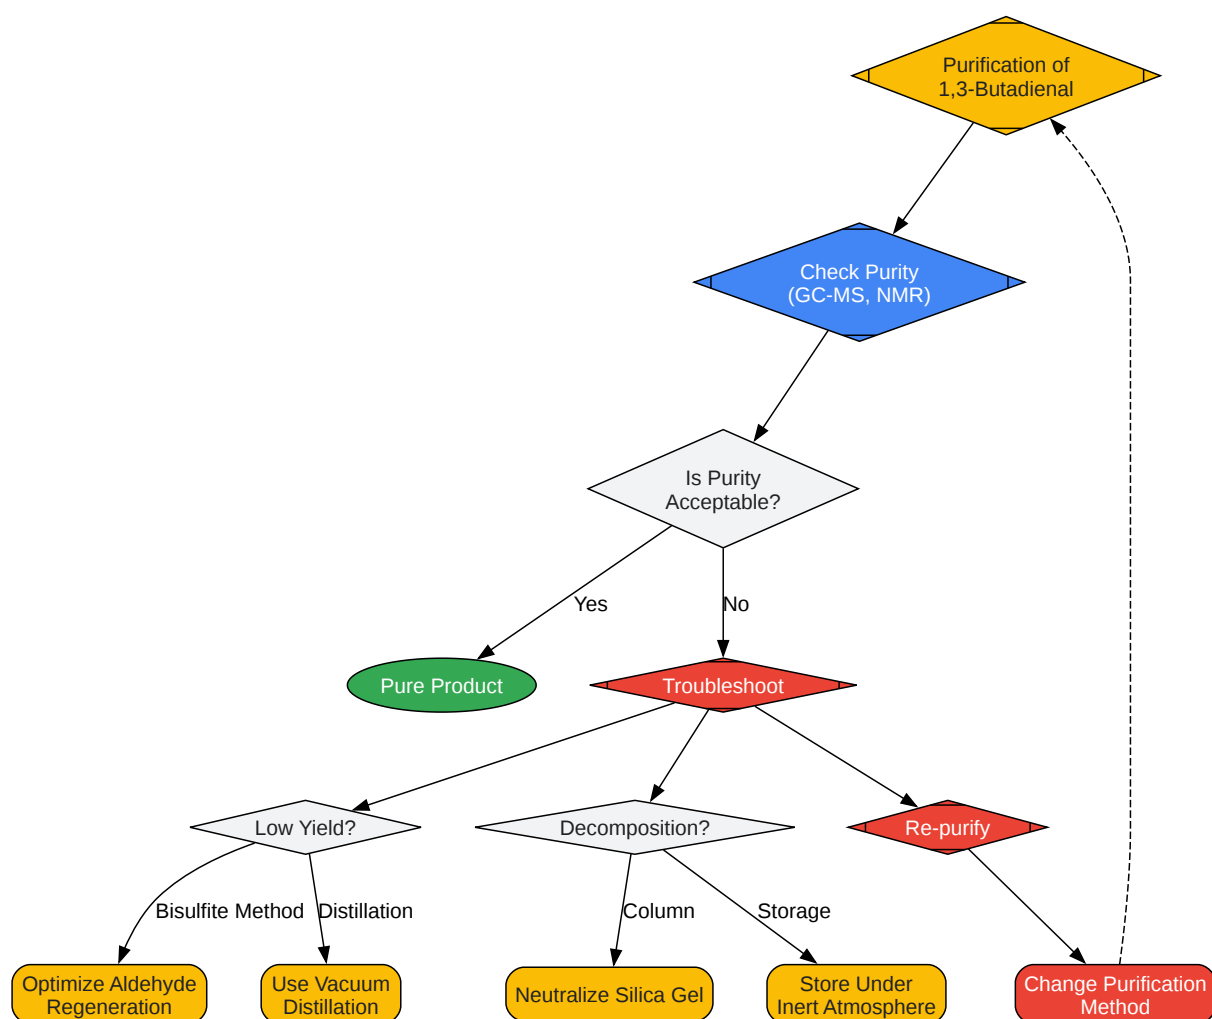 Purification of
1,3-Butadienal
Check Purity
(GC-MS, NMR)
Is Purity
Acceptable?
Yes
No
Pure Product
Troubleshoot
Low Yield?
Decomposition?
Re-purify
Bisulfite Method
Distillation
Column
Storage
Optimize Aldehyde
Regeneration
Use Vacuum
Distillation
Neutralize Silica Gel
Store Under
Inert Atmosphere
Change Purification
Method